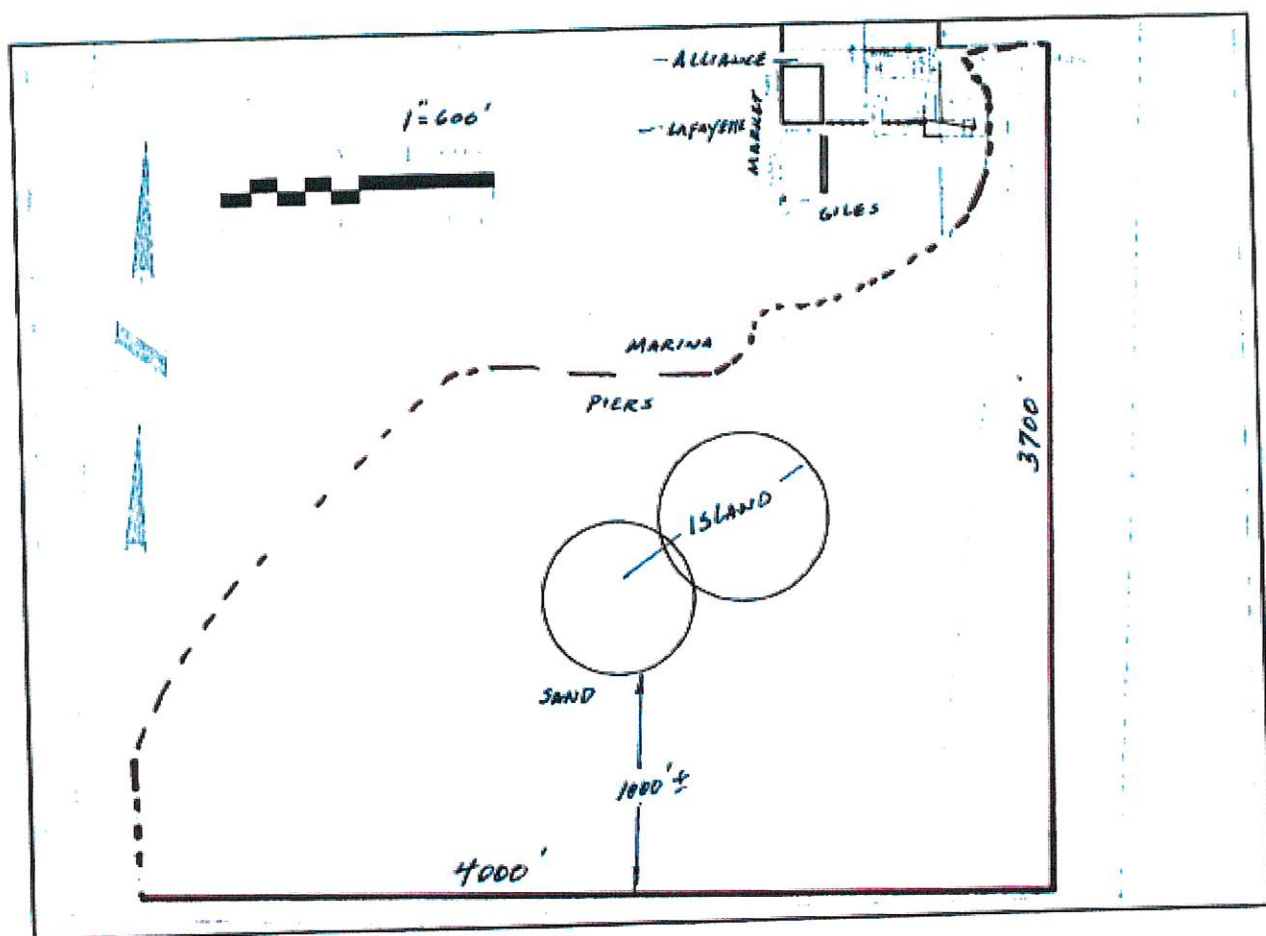 ALLIANCE
1"=600'
LAFAYETTE
MARKET
GILES
MARINA
PIERS
3700'
ISLAND
SAND
1000'±
4000'